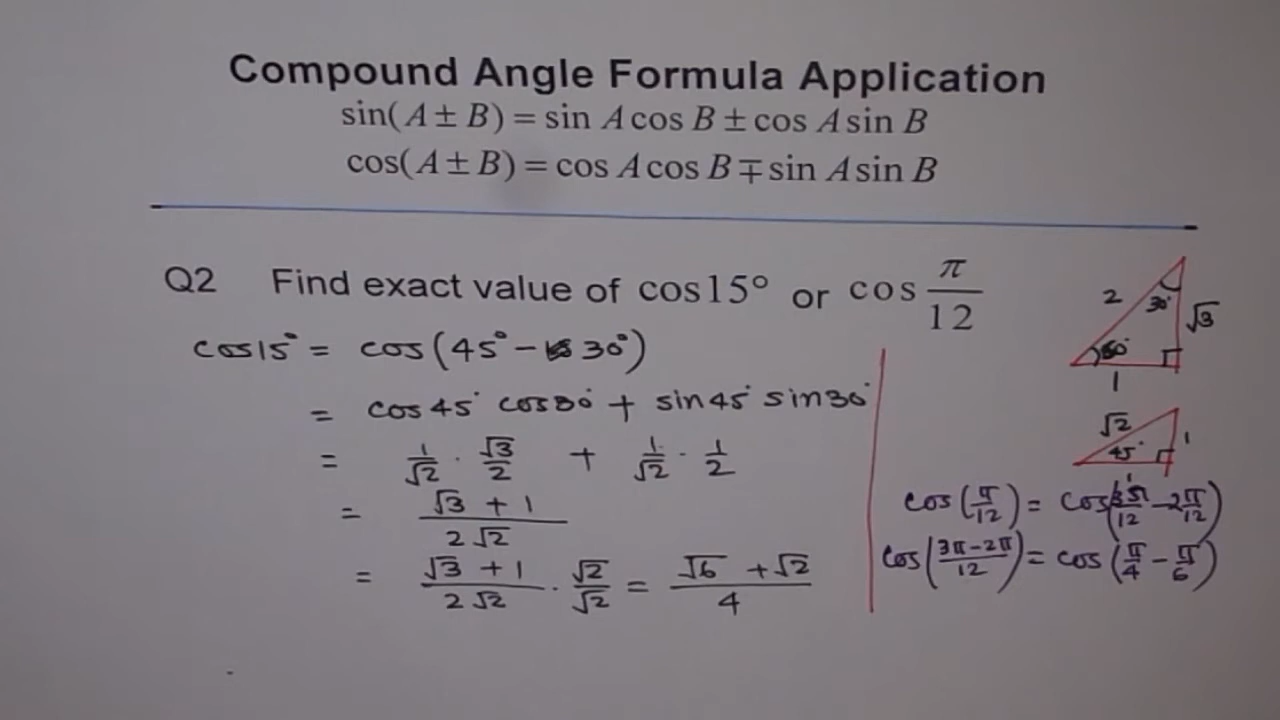 Compound Angle Formula Application
sin(A ± B) = sin A cos B ± cos A sin B
cos(A ± B) = cos A cos B ∓ sin A sin B
Q2 Find exact value of cos15° or cos π/12
cos15° = cos(45° - 30°)
= cos45° cos30° + sin45° sin30°
= 1/√2 · √3/2 + 1/√2 · 1/2
= (√3 + 1)/(2√2)
= (√3 + 1)/(2√2) · √2/√2 = (√6 + √2)/4
2 30° √3
60°
1
√2 1
45°
1
cos(π/12) = cos(3π/12 - 2π/12)
cos((3π-2π)/12) = cos(π/4 - π/6)